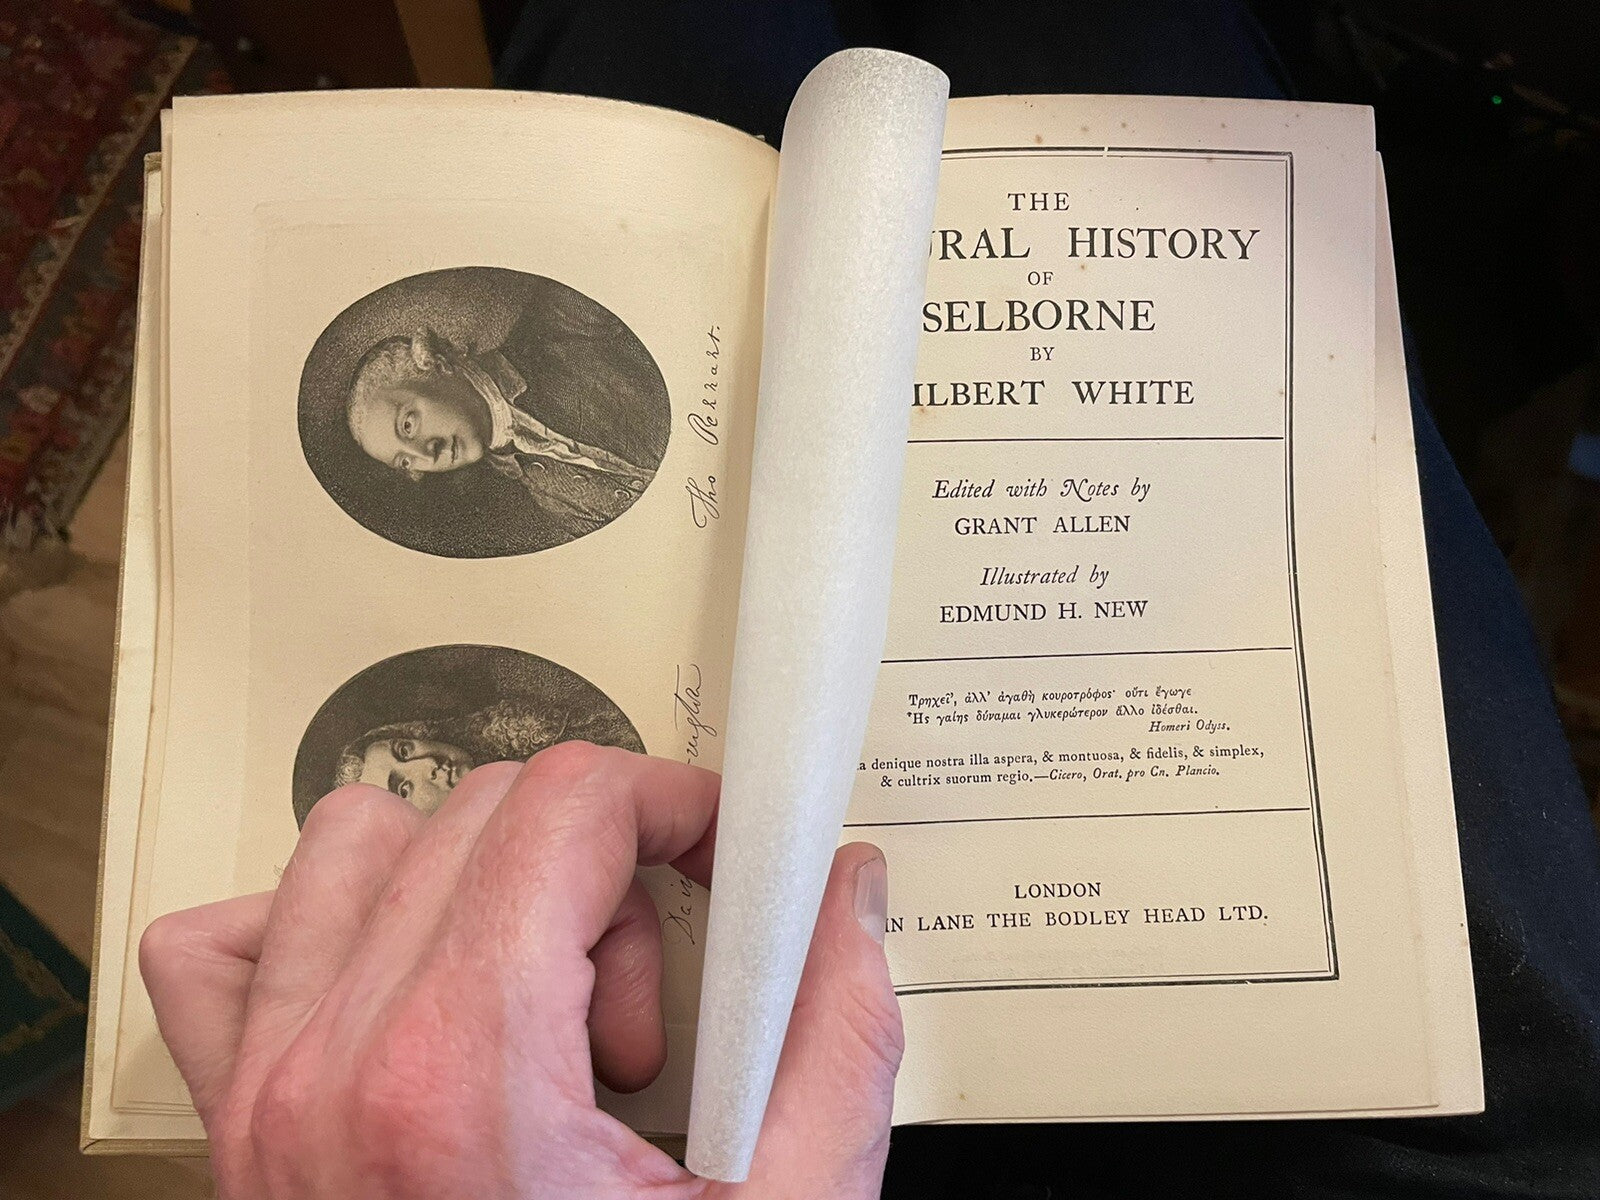 Tho Pennant.
THE
URAL HISTORY
OF
SELBORNE
BY
ILBERT WHITE
Edited with Notes by
GRANT ALLEN
Illustrated by
EDMUND H. NEW
Τρηχεῖ', ἀλλ' ἀγαθὴ κουροτρόφος· οὔτι ἔγωγε
Ἧς γαίης δύναμαι γλυκερώτερον ἄλλο ἰδέσθαι.
Homeri Odyss.
a denique nostra illa aspera, & montuosa, & fidelis, & simplex,
& cultrix suorum regio.—Cicero, Orat. pro Cn. Plancio.
LONDON
IN LANE THE BODLEY HEAD LTD.